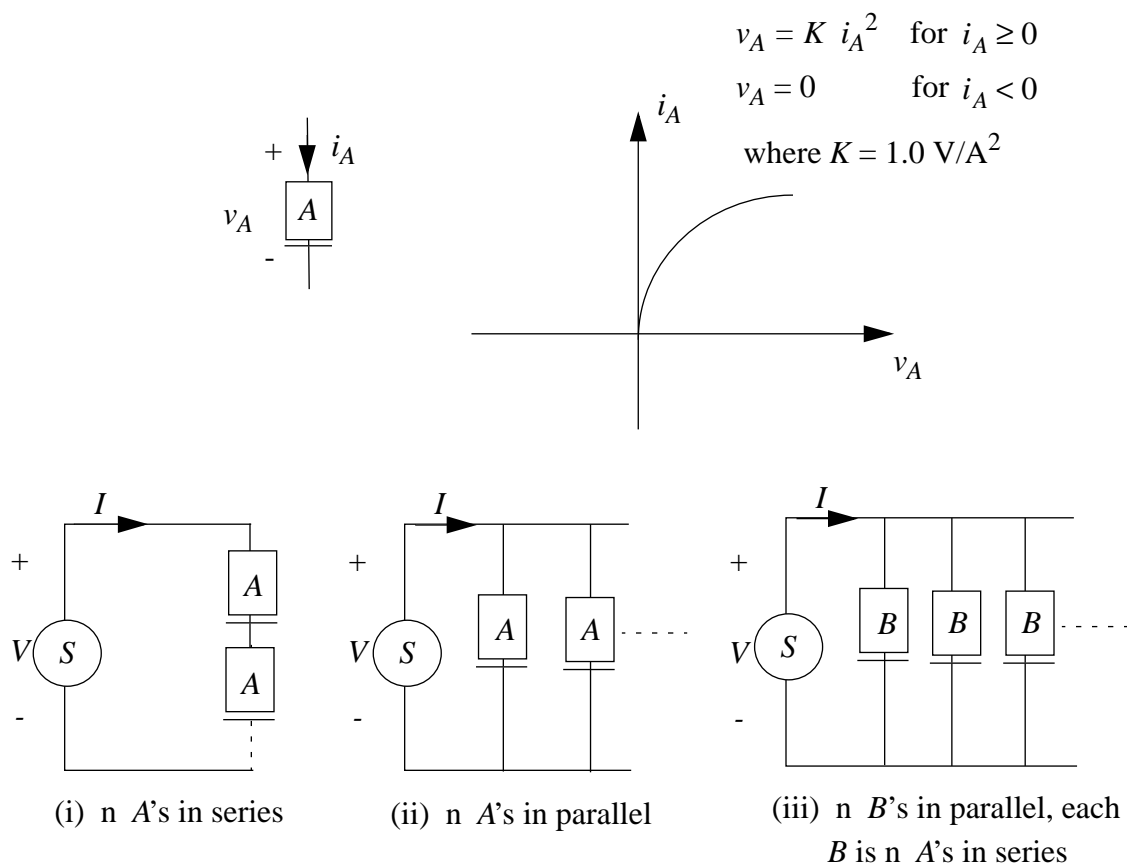 v_A = K i_A^2 for i_A ≥ 0
v_A = 0 for i_A < 0
where K = 1.0 V/A^2
i_A
v_A
+
i_A
v_A
A
-
I
+
V
S
-
A
A
(i) n A's in series
I
+
V
S
-
A
A
(ii) n A's in parallel
I
+
V
S
-
B
B
B
(iii) n B's in parallel, each
B is n A's in series